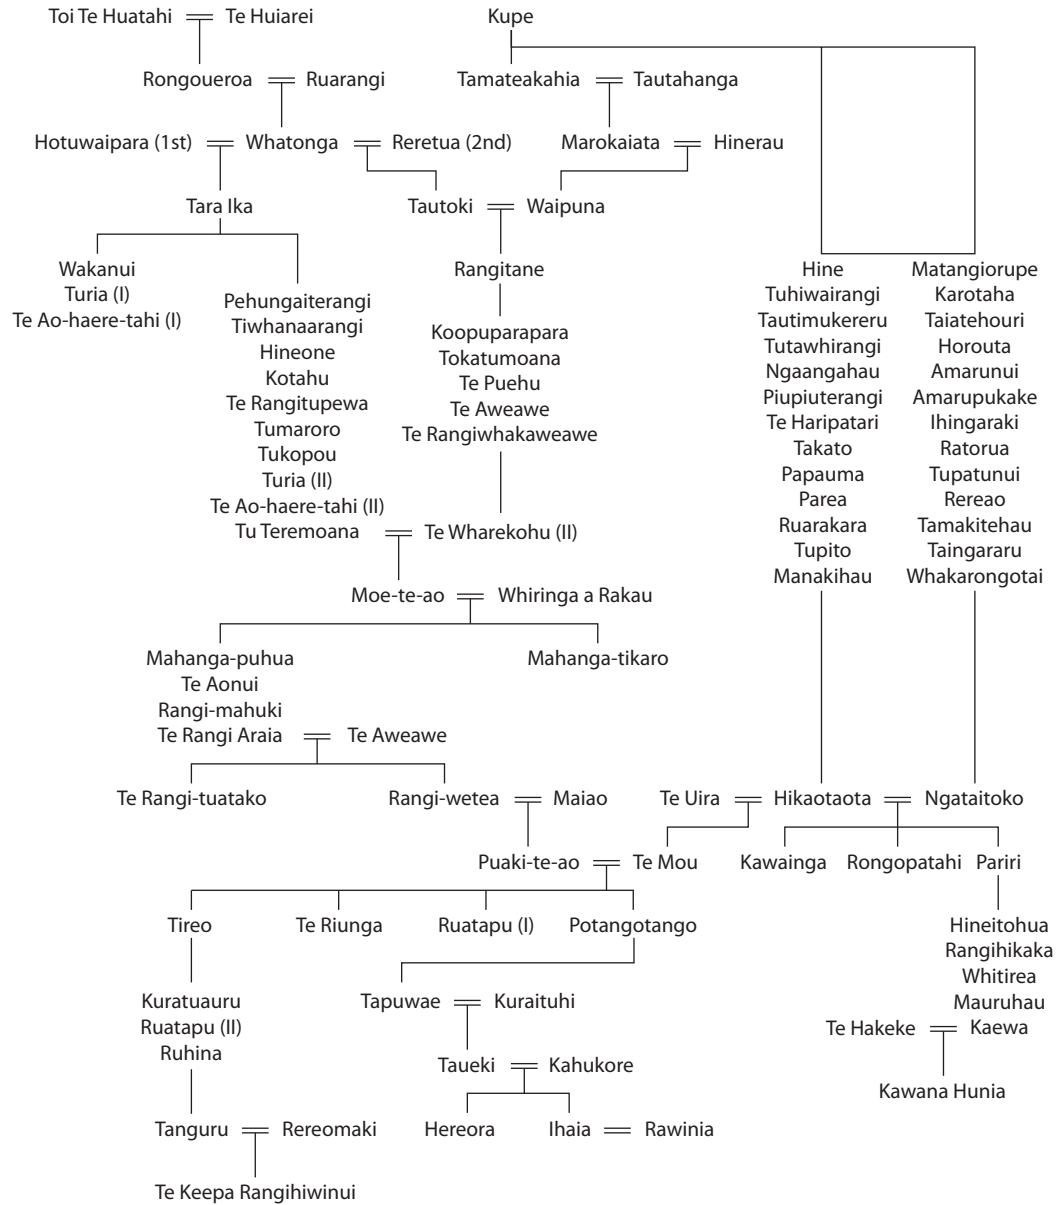 Toi Te Huatahi Te Huiarei Kupe
Rongoueroa Ruarangi Tamateakahia Tautahanga
Hotuwaipara (1st) Whatonga Reretua (2nd) Marokaiata Hinerau
Tara Ika Tautoki Waipuna
Wakanui
Turia (I)
Te Ao-haere-tahi (I)
Pehungaiterangi
Tiwhanaarangi
Hineone
Kotahu
Te Rangitupewa
Tumaroro
Tukopou
Turia (II)
Te Ao-haere-tahi (II)
Tu Teremoana
Rangitane
Koopuparapara
Tokatumoana
Te Puehu
Te Aweawe
Te Rangiwhakaweawe
Te Wharekohu (II)
Hine
Tuhiwairangi
Tautimukereru
Tutawhirangi
Ngaangahau
Piupiuterangi
Te Haripatari
Takato
Papauma
Parea
Ruarakara
Tupito
Manakihau
Matangiorupe
Karotaha
Taiatehouri
Horouta
Amarunui
Amarupukake
Ihingaraki
Ratorua
Tupatunui
Rereao
Tamakitehau
Taingararu
Whakarongotai
Moe-te-ao Whiringa a Rakau
Mahanga-puhua Mahanga-tikaro
Te Aonui
Rangi-mahuki
Te Rangi Araia Te Aweawe
Te Rangi-tuatako Rangi-wetea Maiao Te Uira Hikaotaota Ngataitoko
Puaki-te-ao Te Mou Kawainga Rongopatahi Pariri
Tireo Te Riunga Ruatapu (I) Potangotango
Hineitohua
Rangihikaka
Whitirea
Mauruhau
Te Hakeke Kaewa
Kawana Hunia
Kuratuauru
Ruatapu (II)
Ruhina
Tapuwae Kuraituhi
Taueki Kahukore
Tanguru Rereomaki Hereora Ihaia Rawinia
Te Keepa Rangihiwinui